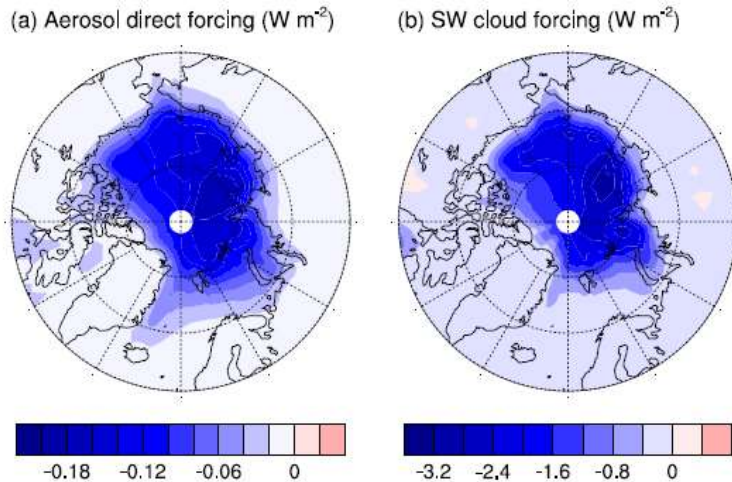 (a) Aerosol direct forcing (W m⁻²)
(b) SW cloud forcing (W m⁻²)
−0.18 −0.12 −0.06 0
−3.2 −2.4 −1.6 −0.8 0